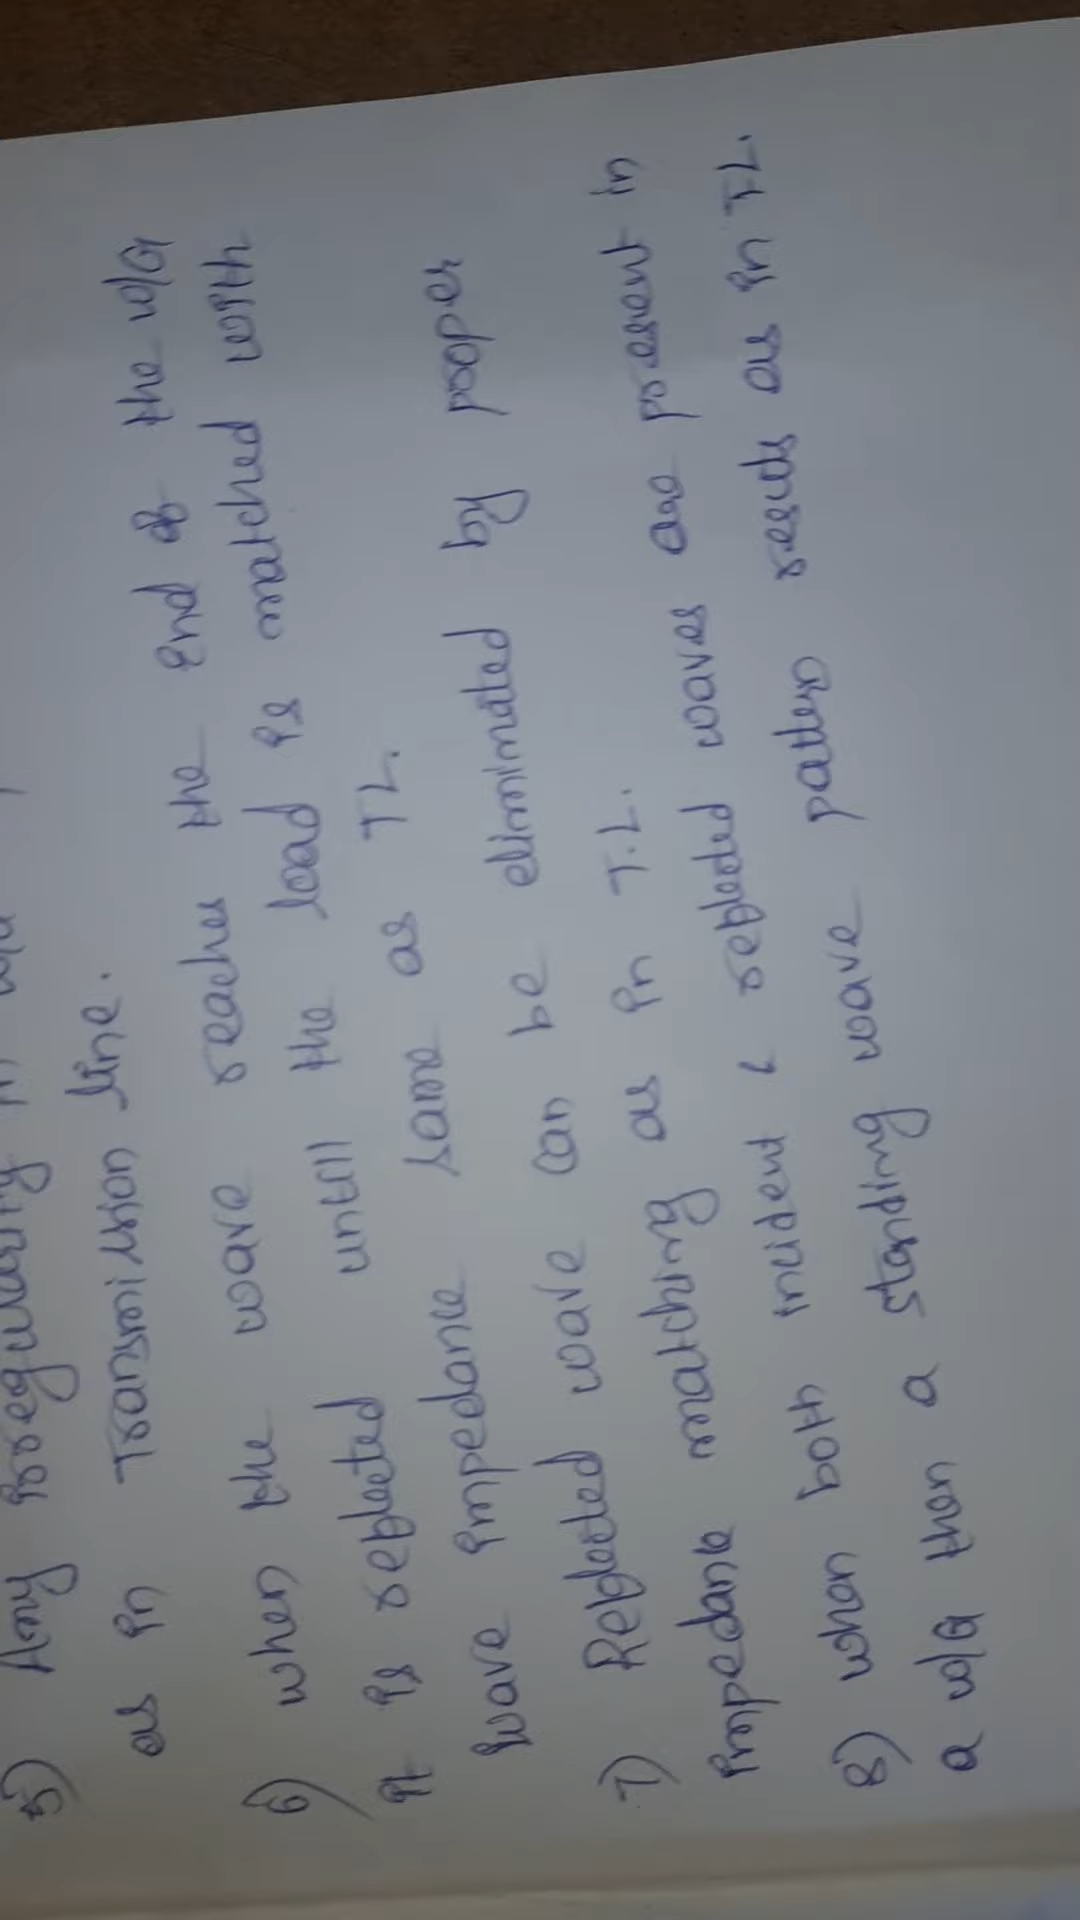 5) Any irregularity in
as in Transmission line.
6) when the wave reaches the end of the w/G
it is reflected untill the load is matched with
wave impedance same as TL.
7) Reflected wave can be eliminated by proper
impedance matching as in T.L.
8) when both incident & reflected waves are present in
a w/G then a standing wave pattern results as in TL.